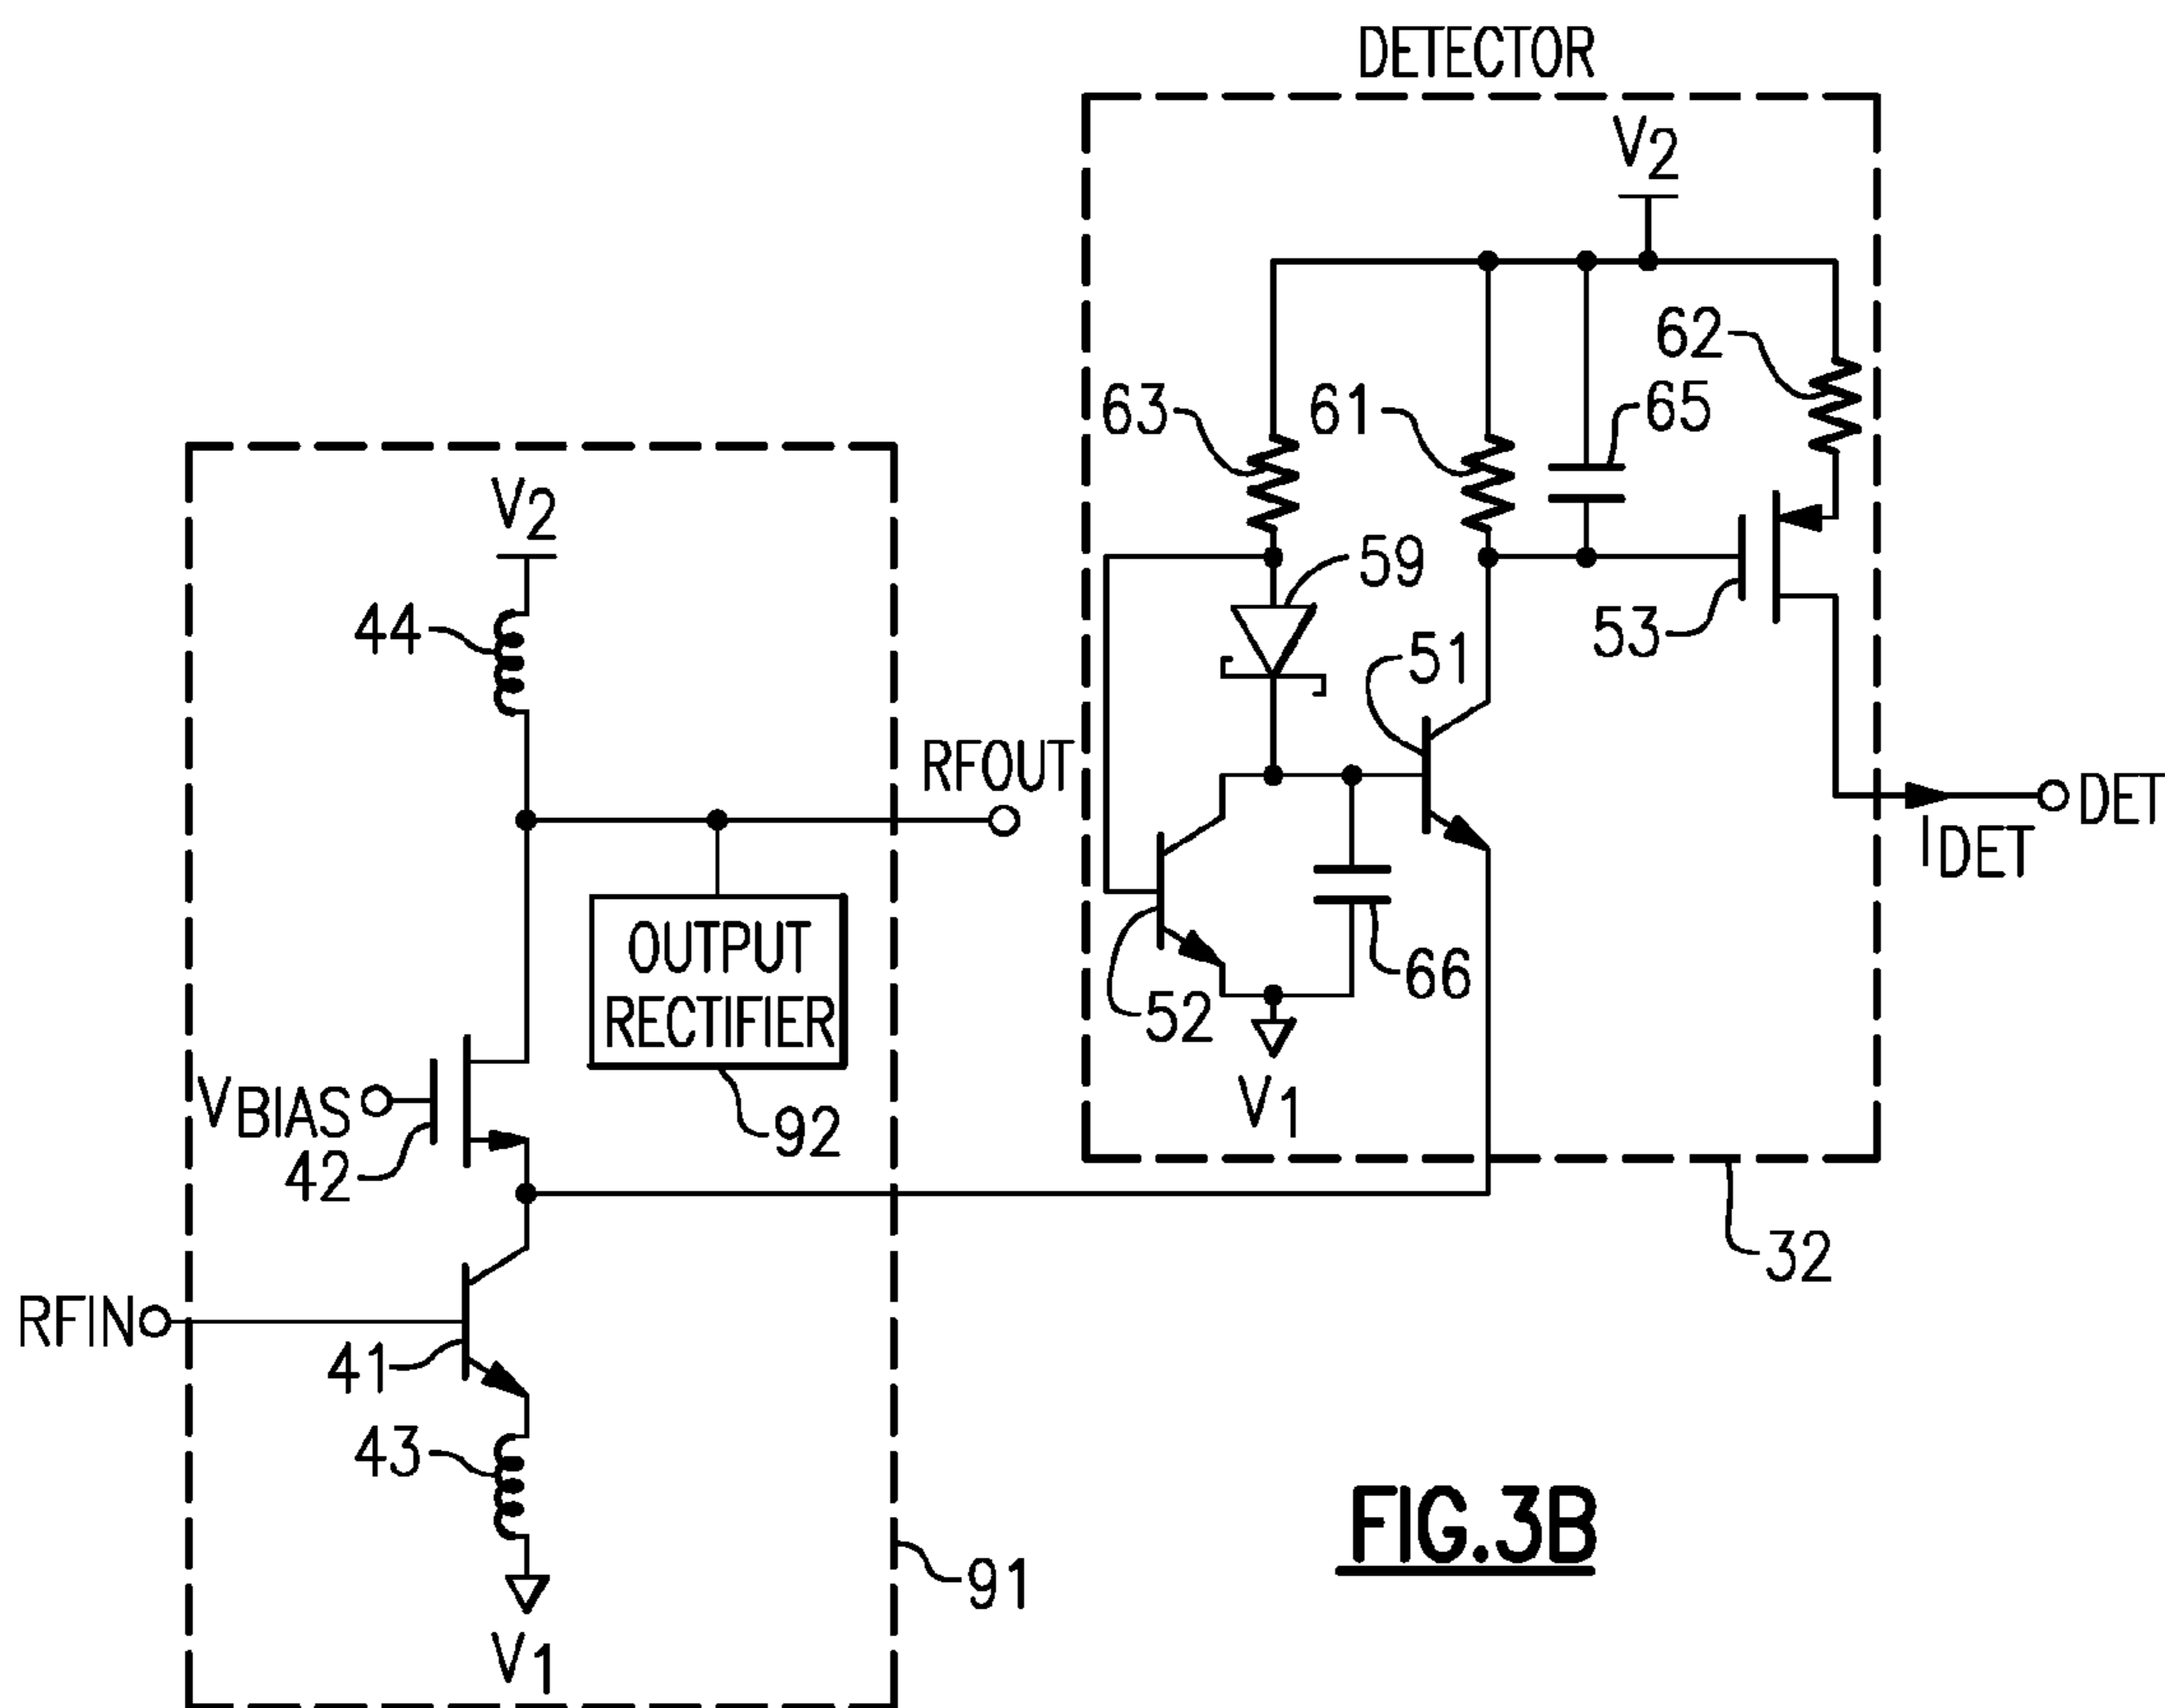 DETECTOR
V2
62
63
61
65
V2
59
44
53
51
RFOUT
DET
IDET
OUTPUT
RECTIFIER
66
52
VBIAS
V1
92
42
32
RFIN
41
43
FIG.3B
91
V1